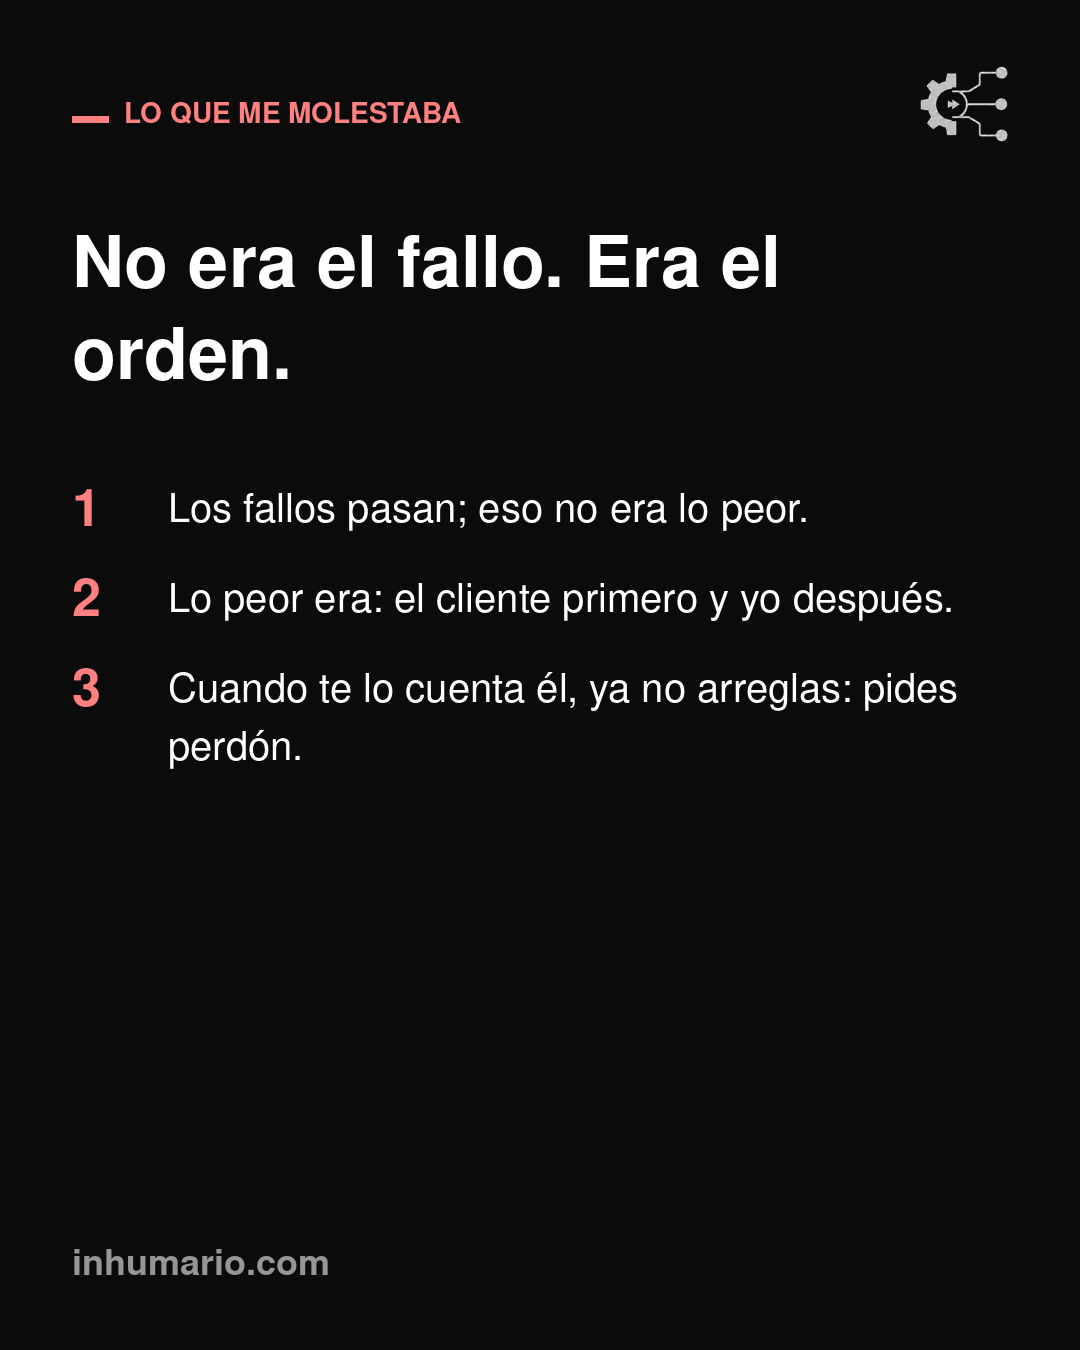 LO QUE ME MOLESTABA
No era el fallo. Era el
orden.
1 Los fallos pasan; eso no era lo peor.
2 Lo peor era: el cliente primero y yo después.
3 Cuando te lo cuenta él, ya no arreglas: pides
perdón.
inhumario.com